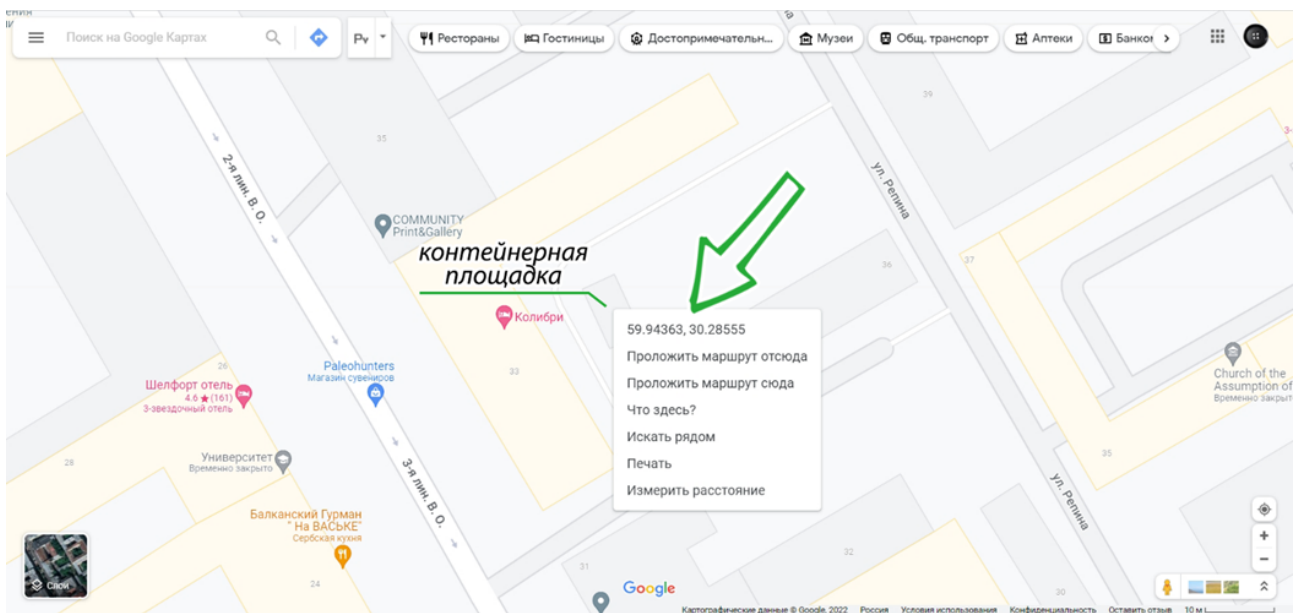 Поиск на Google Картах
Рестораны
Гостиницы
Достопримечательн...
Музеи
Общ. транспорт
Аптеки
39
35
2-я лин. В. О.
ул. Репина
COMMUNITY
Print&Gallery
контейнерная
площадка
36
37
Колибри
59.94363, 30.28555
Проложить маршрут отсюда
Проложить маршрут сюда
Что здесь?
Искать рядом
Печать
Измерить расстояние
26
Paleohunters
Магазин сувениров
33
Шелфорт отель
4.6 ★ (161)
3-звездочный отель
Church of the
Assumption of
Временно закрыт
28
Университет
Временно закрыто
3-я лин. В. О.
35
ул. Репина
Балканский Гурман
" На ВАСЬКЕ"
Сербская кухня
24
31
32
20
Слои
Google
Картографические данные © Google, 2022 Россия Условия использования Конфиденциальность Оставить отзыв 10 м